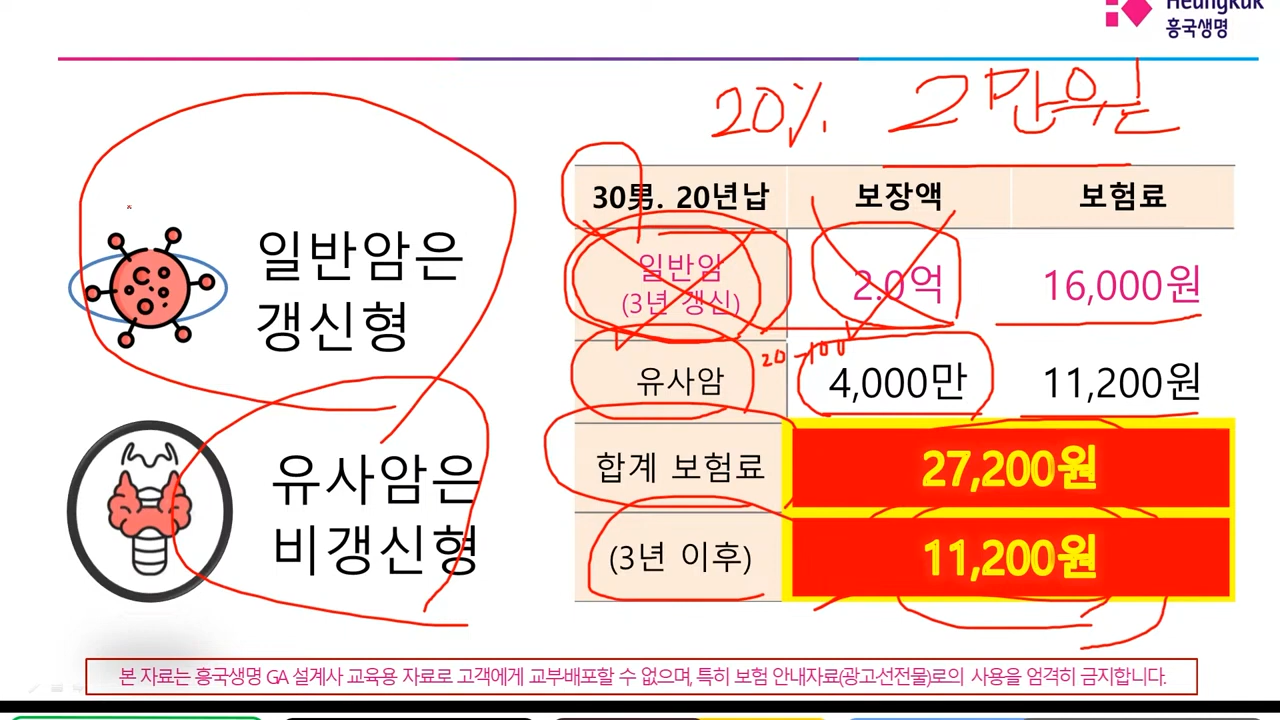 Heungkuk
흥국생명
20% 2만원
30男. 20년납 보장액 보험료
일반암은
갱신형
일반암
(3년 갱신) 2.0억 16,000원
20 →100
유사암 4,000만 11,200원
유사암은
비갱신형
합계 보험료 27,200원
(3년 이후) 11,200원
본 자료는 흥국생명 GA 설계사 교육용 자료로 고객에게 교부배포할 수 없으며, 특히 보험 안내자료(광고선전물)로의 사용을 엄격히 금지합니다.